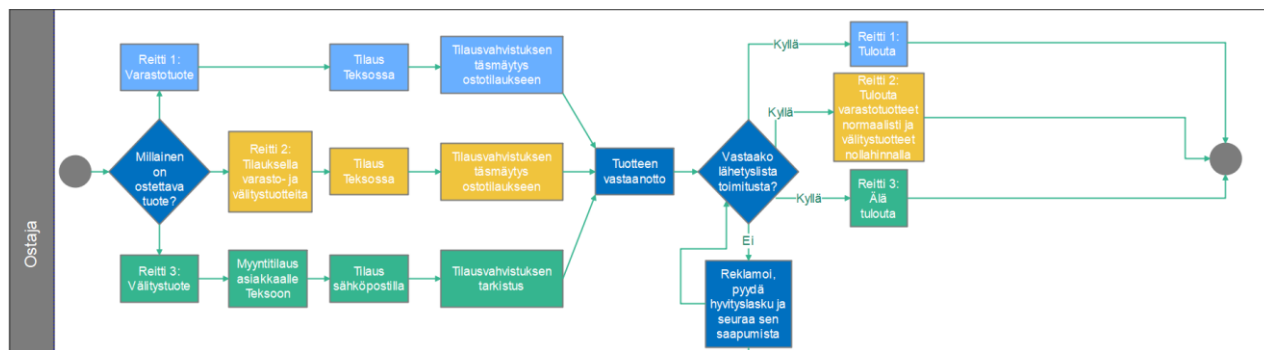 Ostaja
Millainen
on
ostettava
tuote?
Reitti 1:
Varastotuote
Tilaus
Teksossa
Tilausvahvistuksen
täsmäytys
ostotilaukseen
Reitti 2:
Tilauksella
varasto- ja
välitystuotteita
Tilaus
Teksossa
Tilausvahvistuksen
täsmäytys
ostotilaukseen
Reitti 3:
Välitystuote
Myyntitilaus
asiakkaalle
Teksoon
Tilaus
sähköpostilla
Tilausvahvistuksen
tarkistus
Tuotteen
vastaanotto
Vastaako
lähetyslista
toimitusta?
Kyllä
Reitti 1:
Tulouta
Kyllä
Reitti 2:
Tulouta
varastotuotteet
normaalisti ja
välitystuotteet
nollahinnalla
Kyllä
Reitti 3:
Älä
tulouta
Ei
Reklamoi,
pyydä
hyvityslasku ja
seuraa sen
saapumista